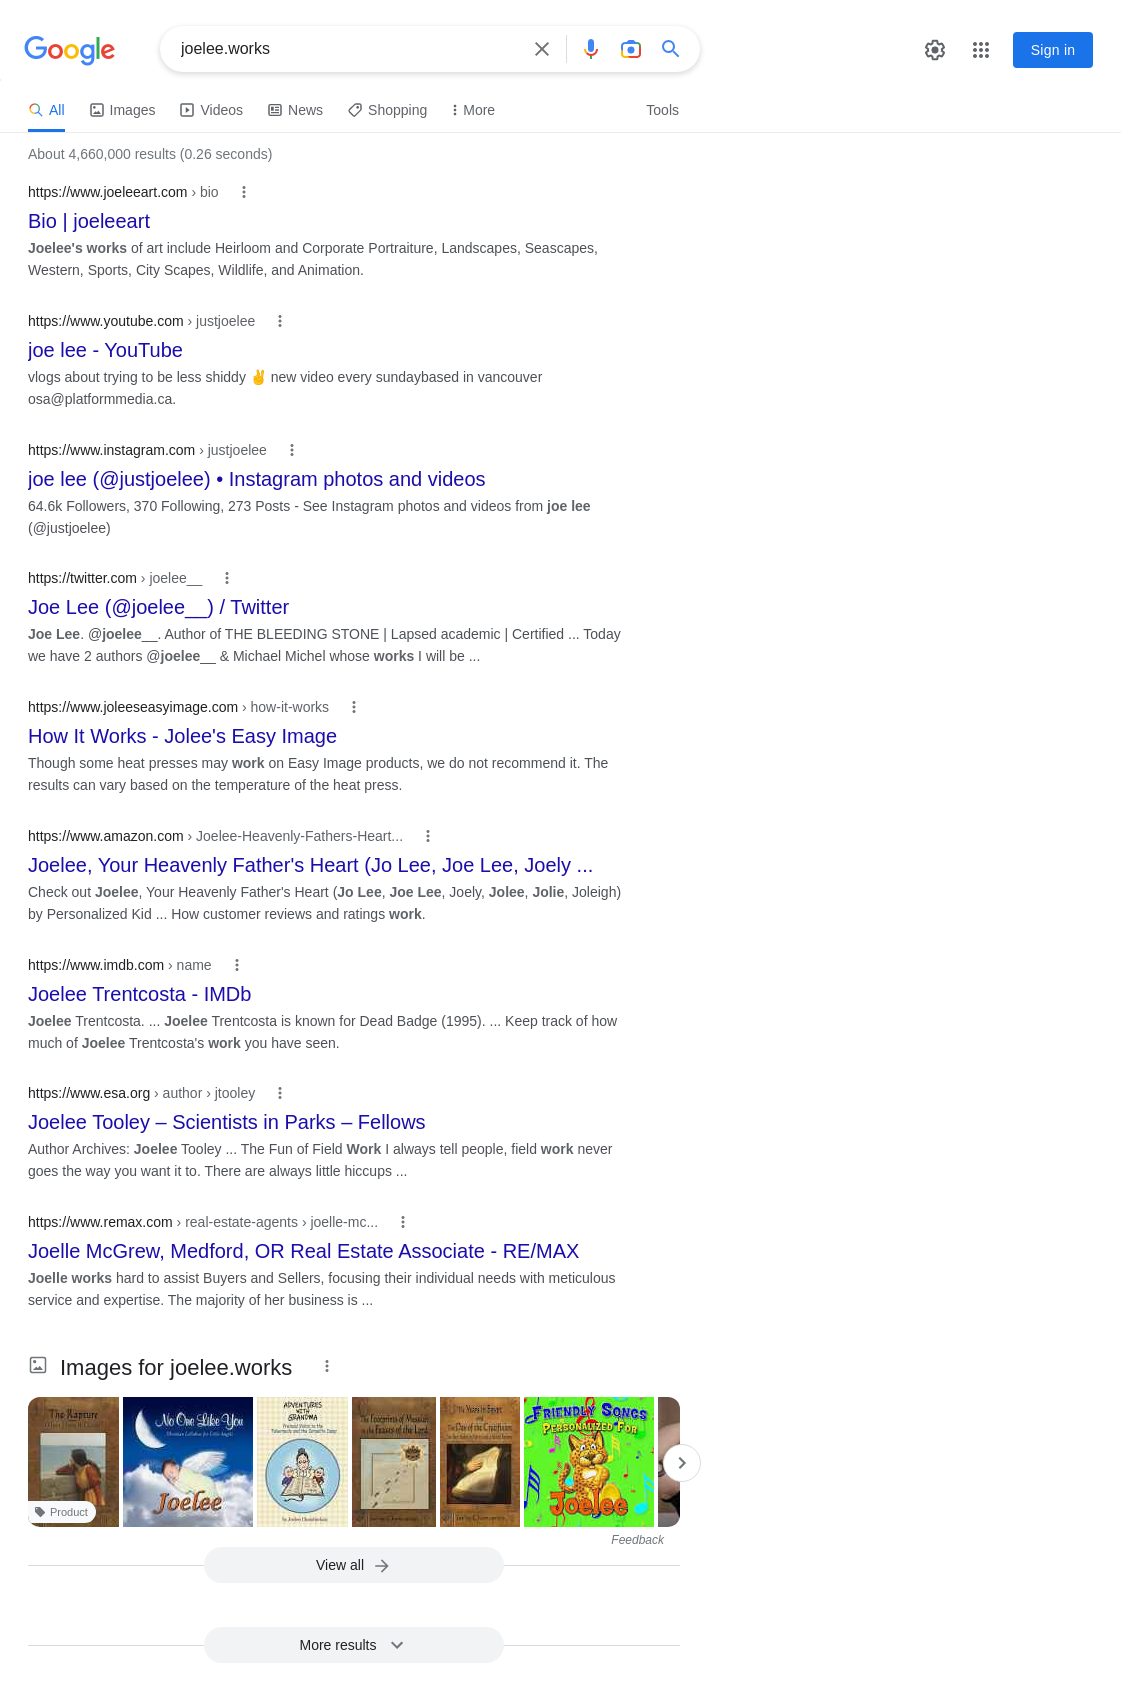 Google
joelee.works
Sign in
All
Images
Videos
News
Shopping
More
Tools
About 4,660,000 results (0.26 seconds)
https://www.joeleeart.com › bio
Bio | joeleeart
Joelee's works of art include Heirloom and Corporate Portraiture, Landscapes, Seascapes,
Western, Sports, City Scapes, Wildlife, and Animation.
https://www.youtube.com › justjoelee
joe lee - YouTube
vlogs about trying to be less shiddy ✌️ new video every sundaybased in vancouver
osa@platformmedia.ca.
https://www.instagram.com › justjoelee
joe lee (@justjoelee) • Instagram photos and videos
64.6k Followers, 370 Following, 273 Posts - See Instagram photos and videos from joe lee
(@justjoelee)
https://twitter.com › joelee__
Joe Lee (@joelee__) / Twitter
Joe Lee. @joelee__. Author of THE BLEEDING STONE | Lapsed academic | Certified ... Today
we have 2 authors @joelee__ & Michael Michel whose works I will be ...
https://www.joleeseasyimage.com › how-it-works
How It Works - Jolee's Easy Image
Though some heat presses may work on Easy Image products, we do not recommend it. The
results can vary based on the temperature of the heat press.
https://www.amazon.com › Joelee-Heavenly-Fathers-Heart...
Joelee, Your Heavenly Father's Heart (Jo Lee, Joe Lee, Joely ...
Check out Joelee, Your Heavenly Father's Heart (Jo Lee, Joe Lee, Joely, Jolee, Jolie, Joleigh)
by Personalized Kid ... How customer reviews and ratings work.
https://www.imdb.com › name
Joelee Trentcosta - IMDb
Joelee Trentcosta. ... Joelee Trentcosta is known for Dead Badge (1995). ... Keep track of how
much of Joelee Trentcosta's work you have seen.
https://www.esa.org › author › jtooley
Joelee Tooley – Scientists in Parks – Fellows
Author Archives: Joelee Tooley ... The Fun of Field Work I always tell people, field work never
goes the way you want it to. There are always little hiccups ...
https://www.remax.com › real-estate-agents › joelle-mc...
Joelle McGrew, Medford, OR Real Estate Associate - RE/MAX
Joelle works hard to assist Buyers and Sellers, focusing their individual needs with meticulous
service and expertise. The majority of her business is ...
Images for joelee.works
The Rapture
Product
No One Like You
Joelee
ADVENTURES
WITH
GRANDMA
The Footprints of Messiah
in the Feasts of the Lord
FRIENDLY SONGS
PERSONALIZED FOR
Joelee
Feedback
View all
More results